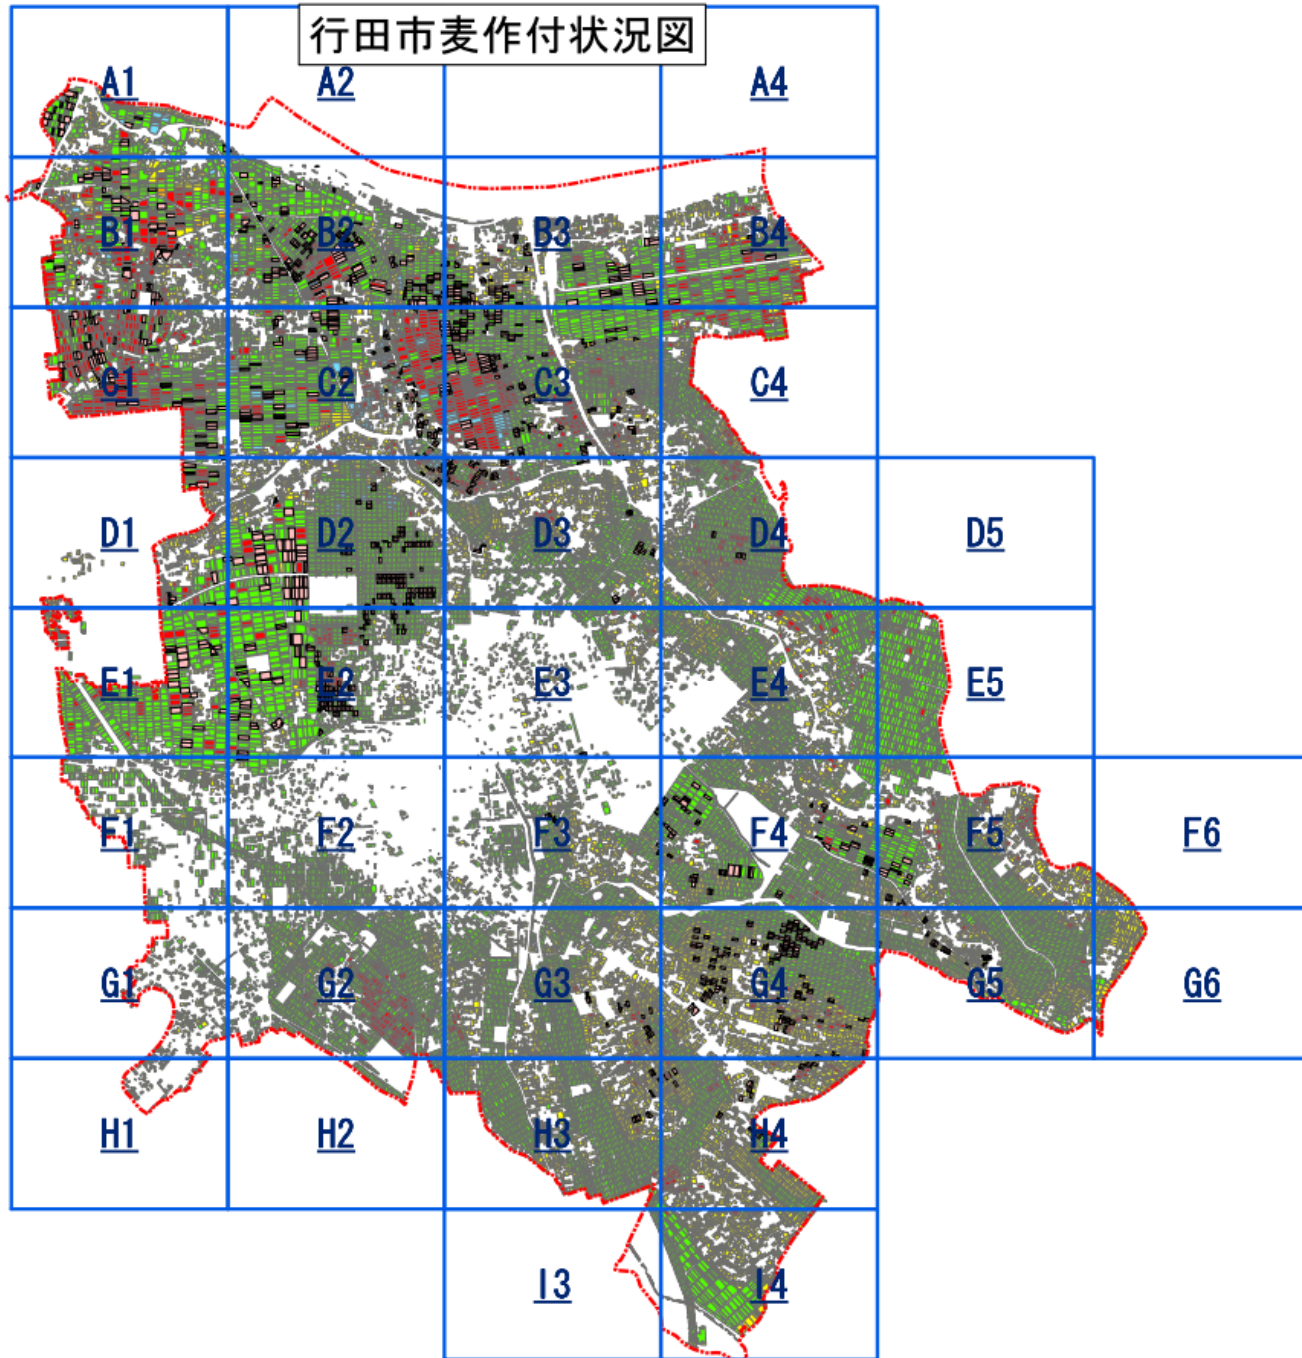 行田市麦作付状況図
A1 A2 A4
B1 B2 B3 B4
C1 C2 C3 C4
D1 D2 D3 D4 D5
E1 E2 E3 E4 E5
F1 F2 F3 F4 F5 F6
G1 G2 G3 G4 G5 G6
H1 H2 H3 H4
I3 I4